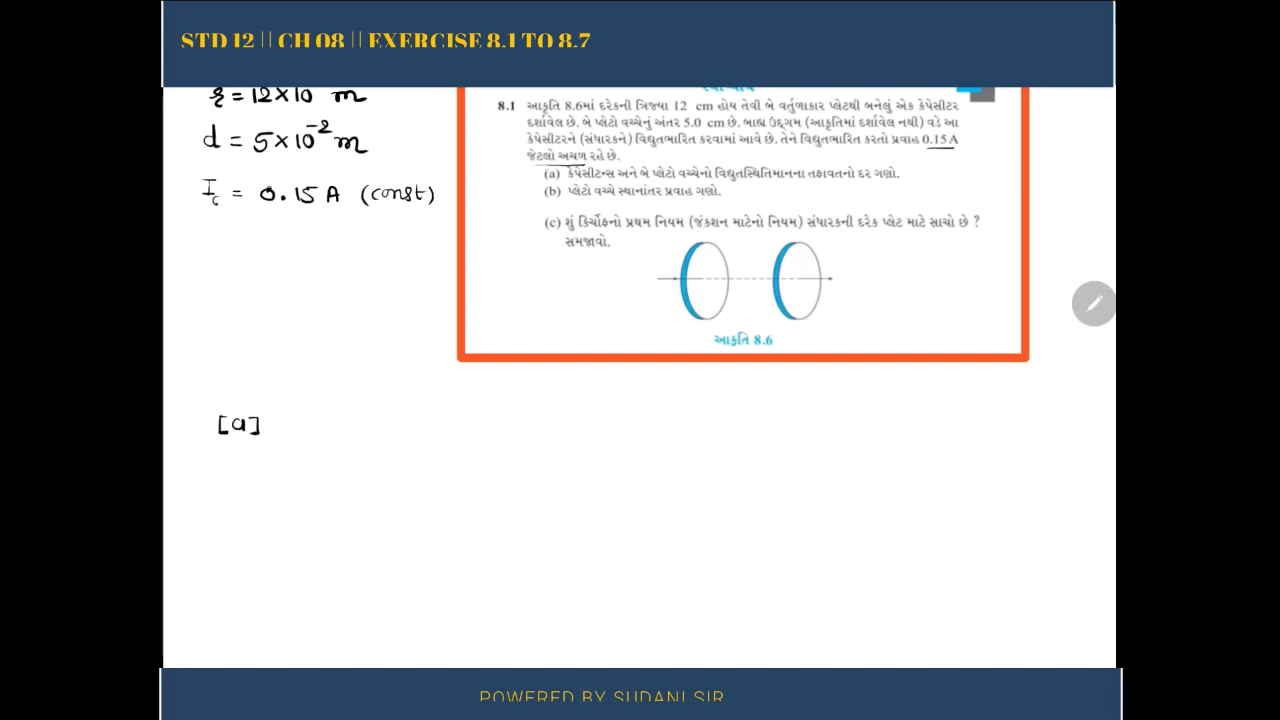 STD 12 || CH 08 || EXERCISE 8.1 TO 8.7
r = 12×10 m
d = 5×10⁻² m
I_c = 0.15 A (const)
8.1 આકૃતિ 8.6માં દરેકની ત્રિજ્યા 12 cm હોય તેવી બે વર્તુળાકાર પ્લેટથી બનેલું એક કેપેસીટર
દર્શાવેલ છે. બે પ્લેટો વચ્ચેનું અંતર 5.0 cm છે. બાહ્ય ઉદ્દગમ (આકૃતિમાં દર્શાવેલ નથી) વડે આ
કેપેસીટરને (સંધારકને) વિદ્યુતભારિત કરવામાં આવે છે. તેને વિદ્યુતભારિત કરતો પ્રવાહ 0.15A
જેટલો અચળ રહે છે.
(a) કેપેસીટન્સ અને બે પ્લેટો વચ્ચેનો વિદ્યુતસ્થિતિમાનના તફાવતનો દર ગણો.
(b) પ્લેટો વચ્ચે સ્થાનાંતર પ્રવાહ ગણો.
(c) શું કિર્ચોફનો પ્રથમ નિયમ (જંકશન માટેનો નિયમ) સંધારકની દરેક પ્લેટ માટે સાચો છે ?
સમજાવો.
આકૃતિ 8.6
[a]
POWERED BY SUDANI SIR